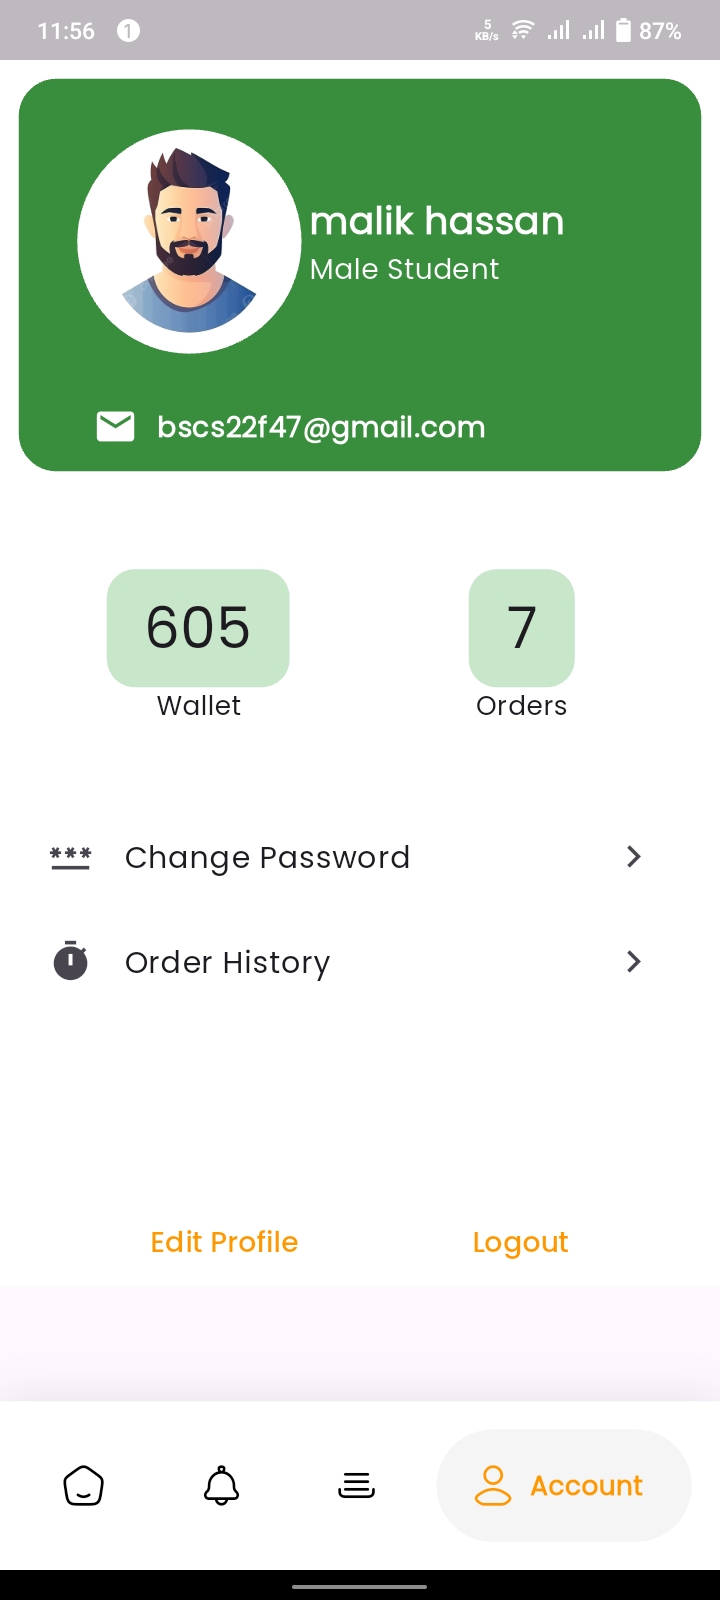 11:56 1 5 KB/s 87%
malik hassan
Male Student
bscs22f47@gmail.com
605 7
Wallet Orders
*** Change Password
Order History
Edit Profile Logout
Account